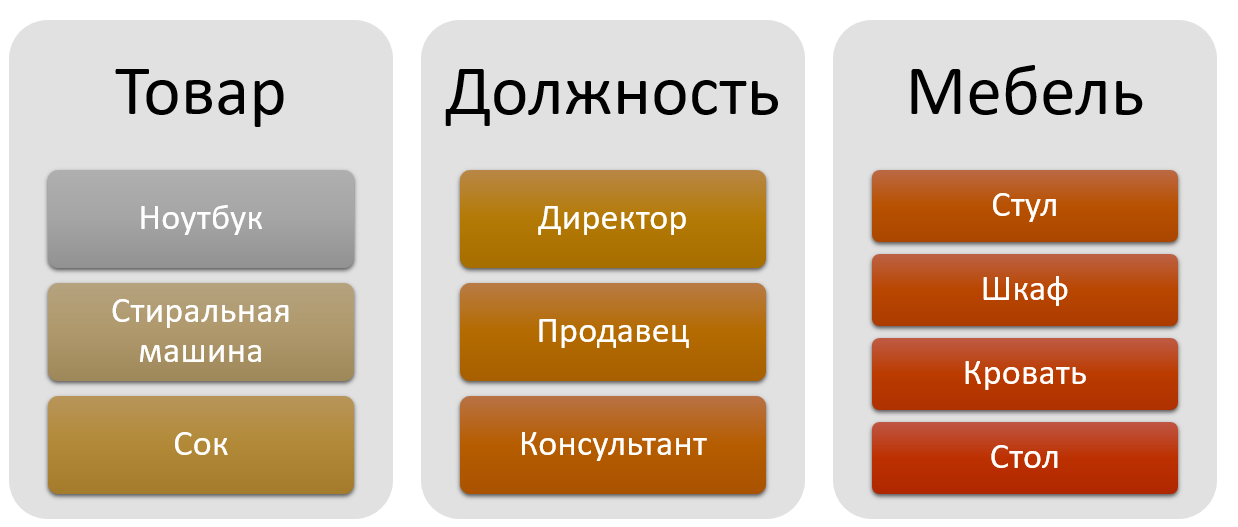 Товар
Ноутбук
Стиральная
машина
Сок
Должность
Директор
Продавец
Консультант
Мебель
Стул
Шкаф
Кровать
Стол